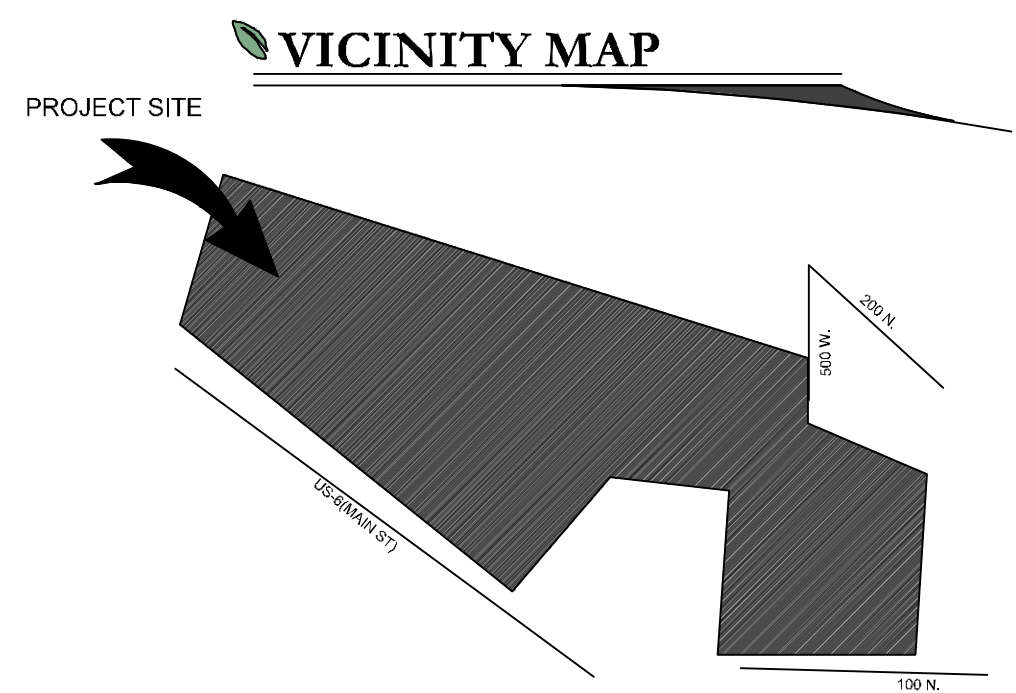 VICINITY MAP
PROJECT SITE
200 N.
500 W.
US-6(MAIN ST)
100 N.